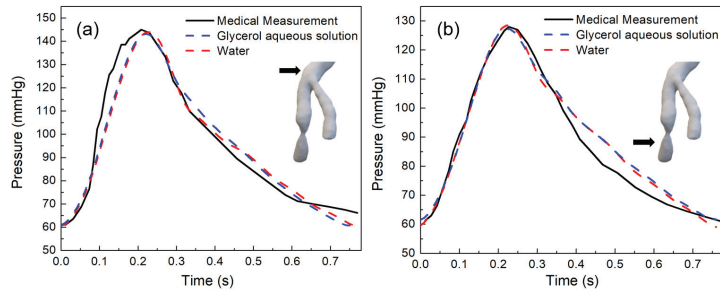 (a)
Medical Measurement
Glycerol aqueous solution
Water
150
140
130
120
110
100
90
80
70
60
50
Pressure (mmHg)
0.0 0.1 0.2 0.3 0.4 0.5 0.6 0.7
Time (s)
(b)
Medical Measurement
Glycerol aqueous solution
Water
130
120
110
100
90
80
70
60
50
Pressure (mmHg)
0.0 0.1 0.2 0.3 0.4 0.5 0.6 0.7
Time (s)